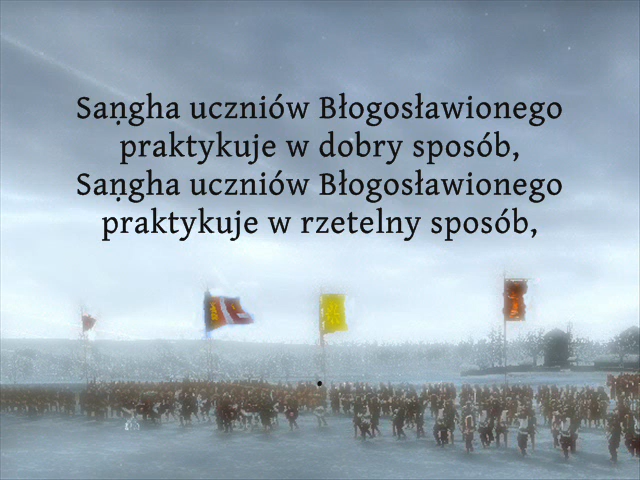 Saṇgha uczniów Błogosławionego
praktykuje w dobry sposób,
Saṇgha uczniów Błogosławionego
praktykuje w rzetelny sposób,